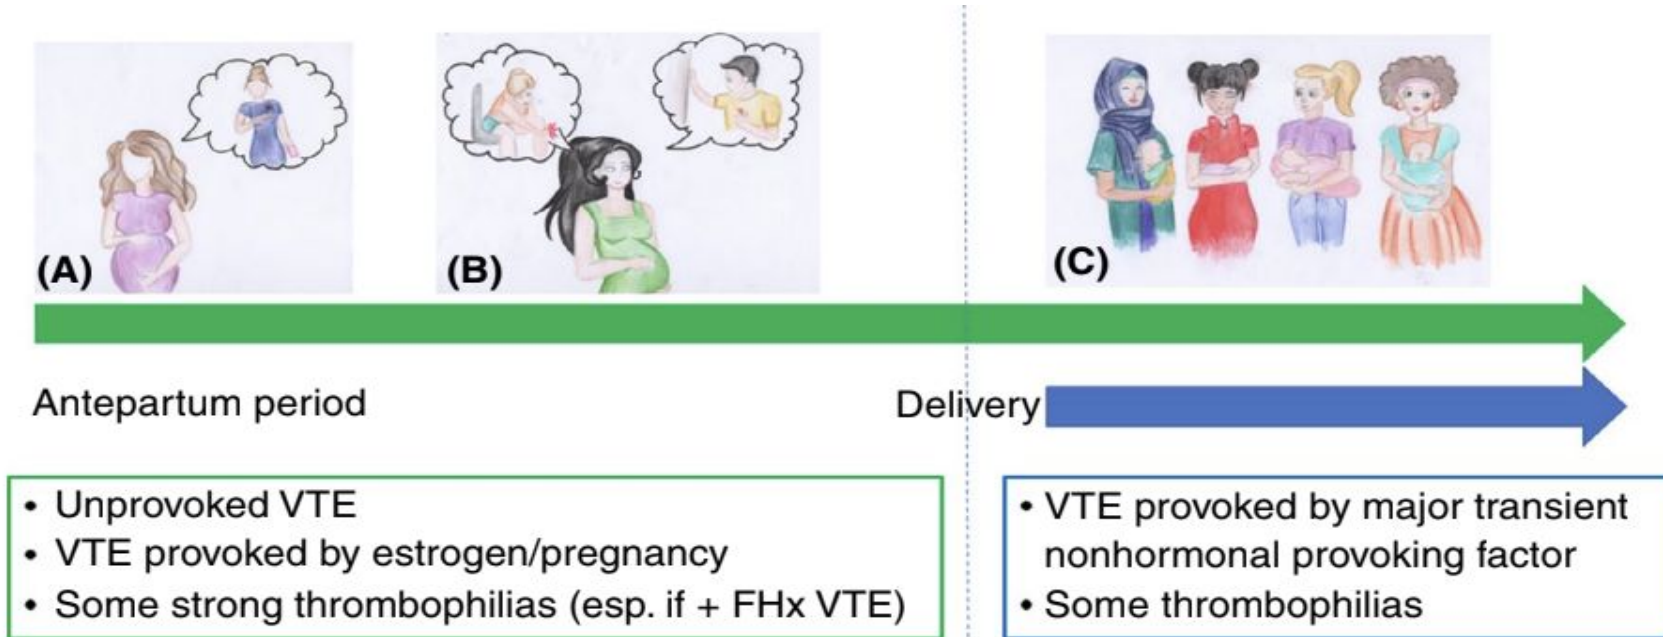 (A)
(B)
(C)
Antepartum period
Delivery
• Unprovoked VTE
• VTE provoked by estrogen/pregnancy
• Some strong thrombophilias (esp. if + FHx VTE)
• VTE provoked by major transient
nonhormonal provoking factor
• Some thrombophilias